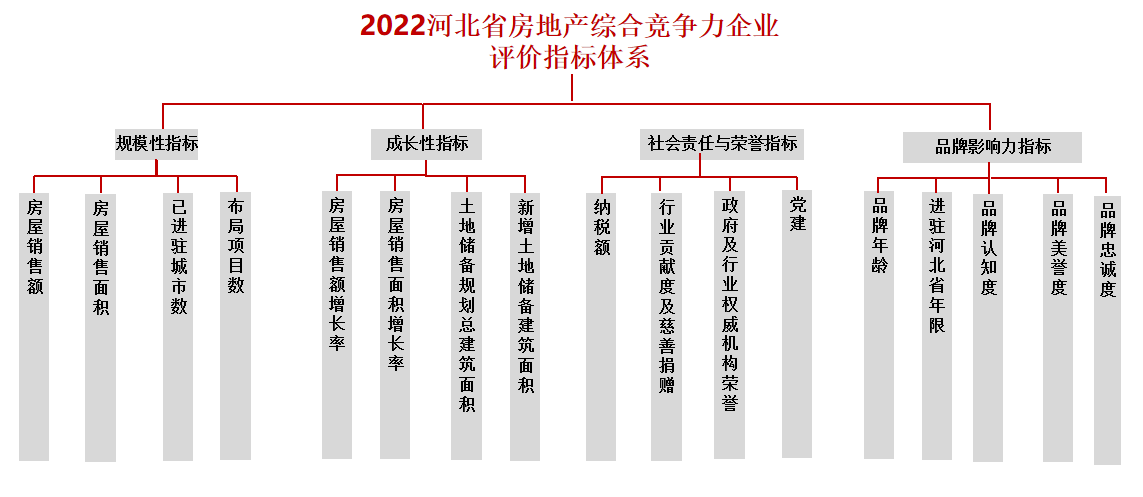 2022河北省房地产综合竞争力企业
评价指标体系
规模性指标
成长性指标
社会责任与荣誉指标
品牌影响力指标
房屋销售额
房屋销售面积
已进驻城市数
布局项目数
房屋销售额增长率
房屋销售面积增长率
土地储备规划总建筑面积
新增土地储备建筑面积
纳税额
行业贡献度及慈善捐赠
政府及行业权威机构荣誉
党建
品牌年龄
进驻河北省年限
品牌认知度
品牌美誉度
品牌忠诚度